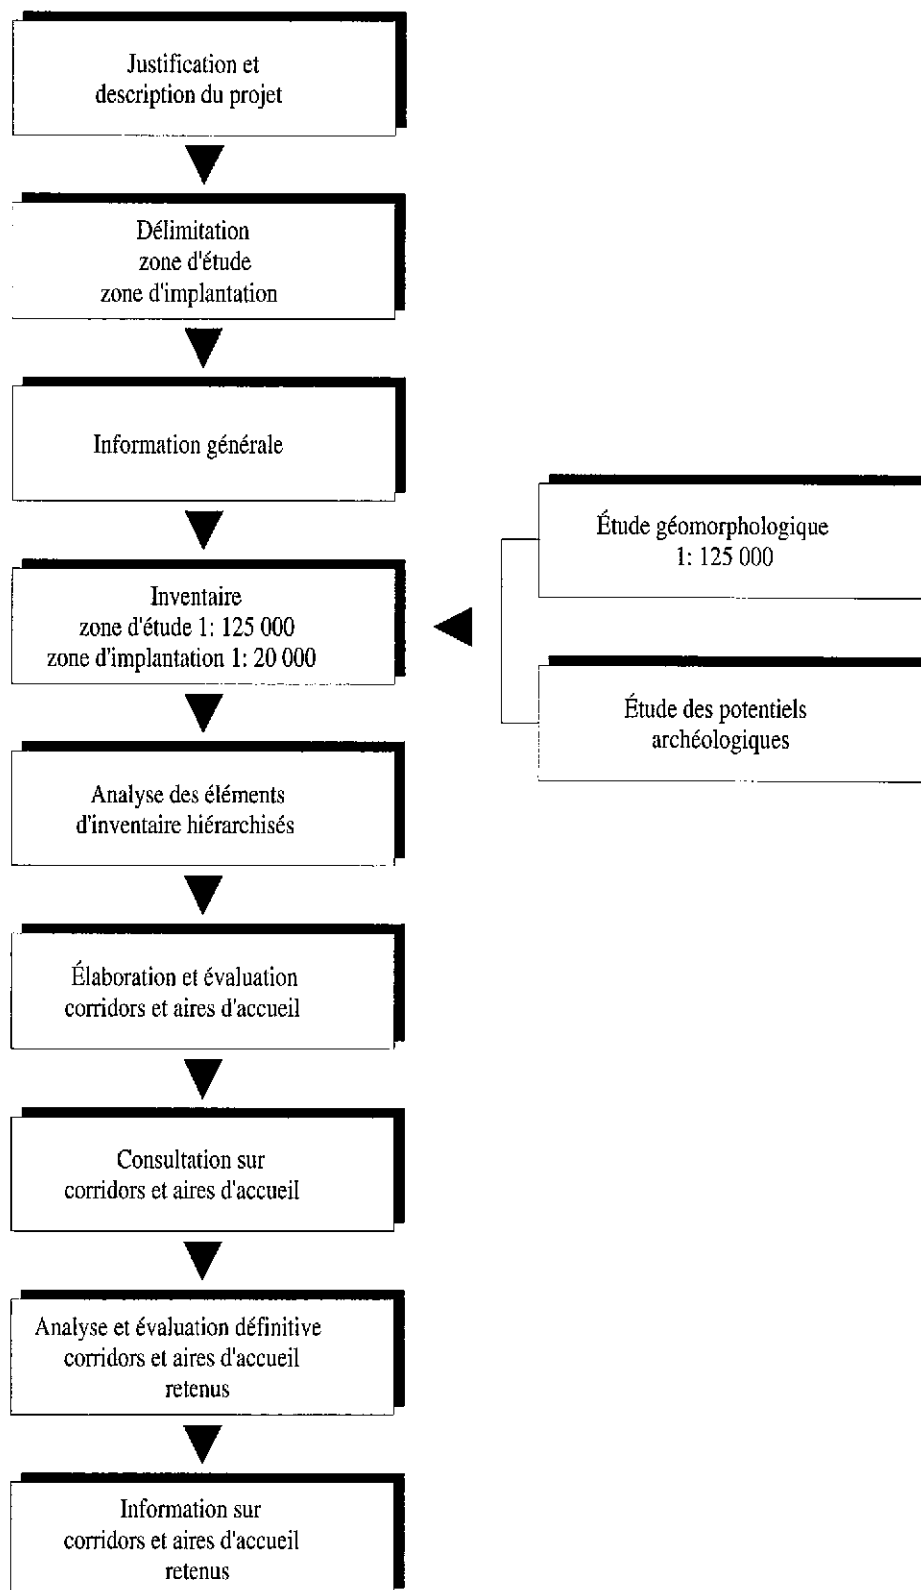 Justification et
description du projet
Délimitation
zone d'étude
zone d'implantation
Information générale
Inventaire
zone d'étude 1: 125 000
zone d'implantation 1: 20 000
Étude géomorphologique
1: 125 000
Étude des potentiels
archéologiques
Analyse des éléments
d'inventaire hiérarchisés
Élaboration et évaluation
corridors et aires d'accueil
Consultation sur
corridors et aires d'accueil
Analyse et évaluation définitive
corridors et aires d'accueil
retenus
Information sur
corridors et aires d'accueil
retenus